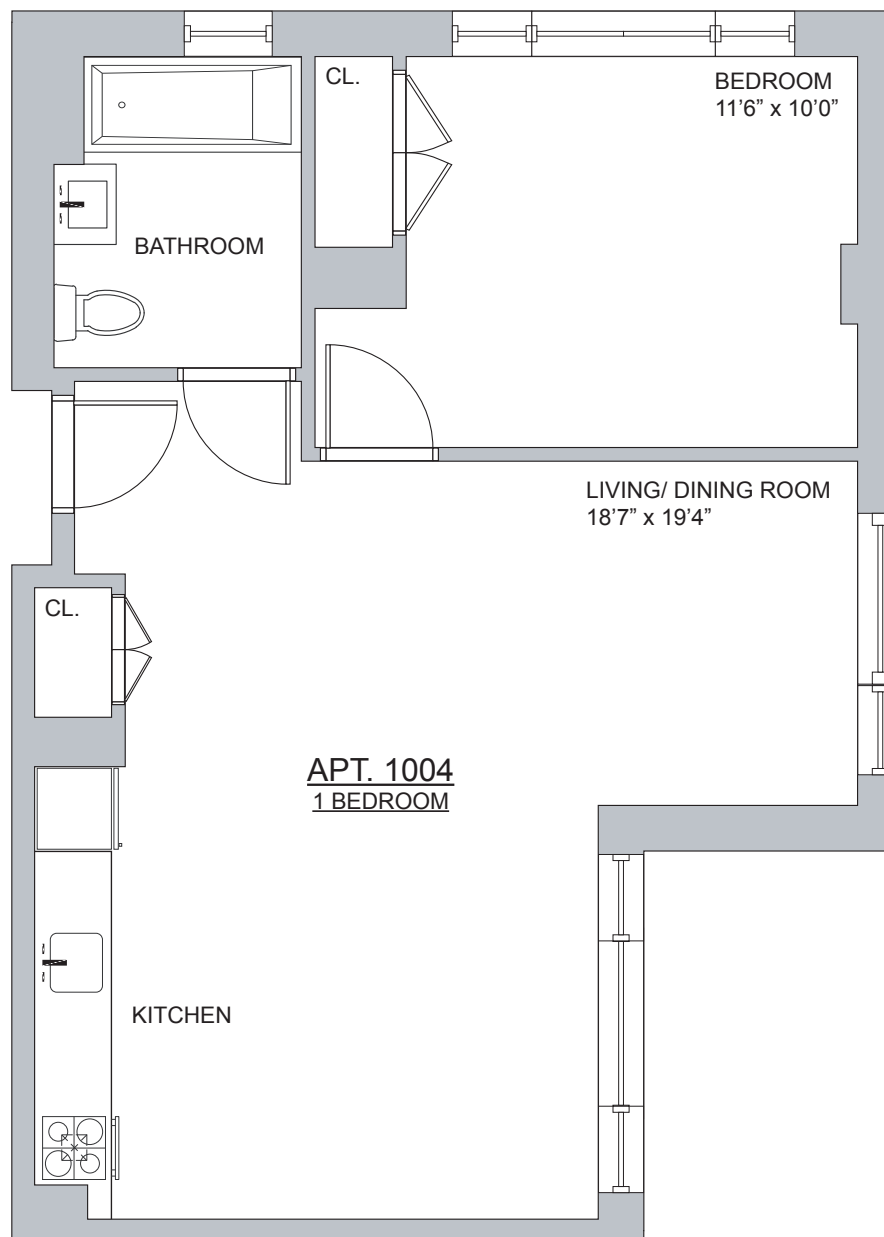 CL.
BEDROOM
11’6” x 10’0”
BATHROOM
LIVING/ DINING ROOM
18’7” x 19’4”
CL.
APT. 1004
1 BEDROOM
KITCHEN